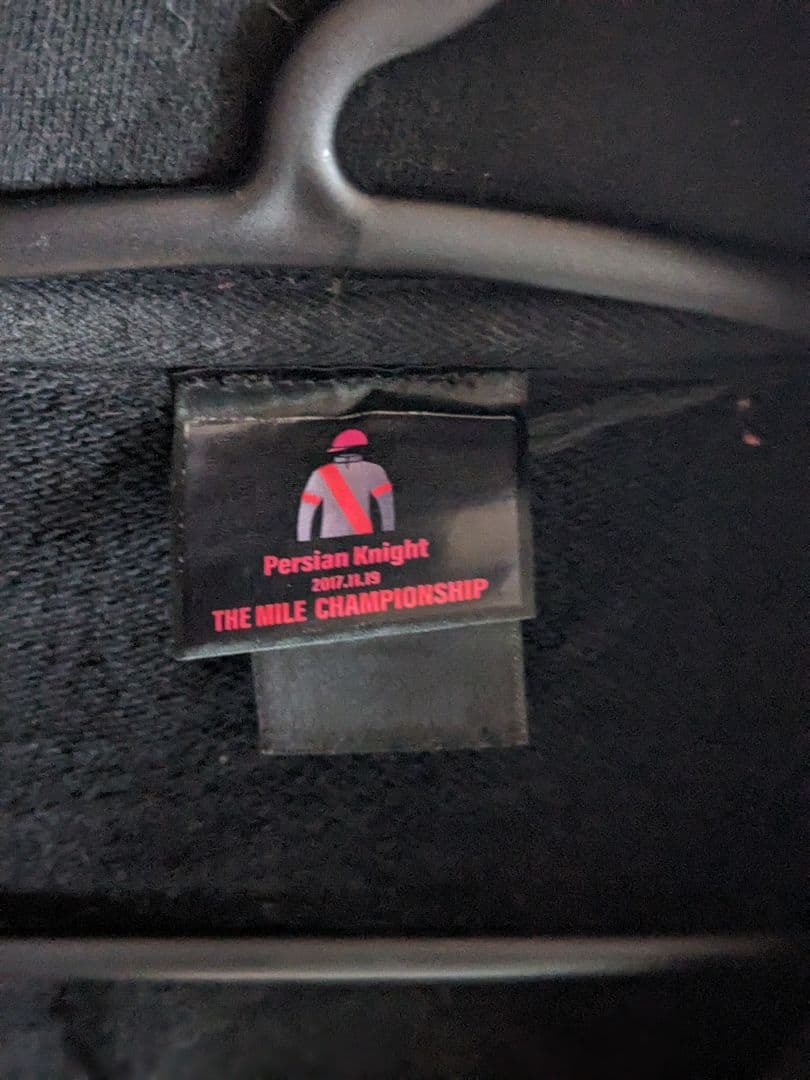 Persian Knight
2017.11.19
THE MILE CHAMPIONSHIP